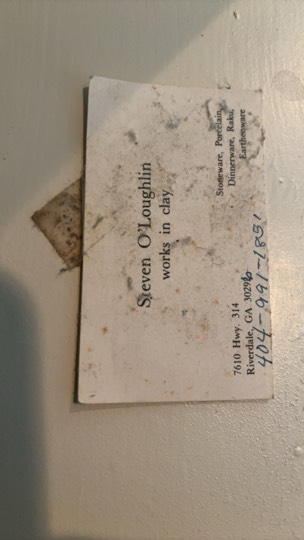 Stoneware, Porcelain,
Dinnerware, Raku,
Earthenware
Steven O'Loughlin
works in clay
7610 Hwy. 314
Riverdale, GA 30296
404-991-1851